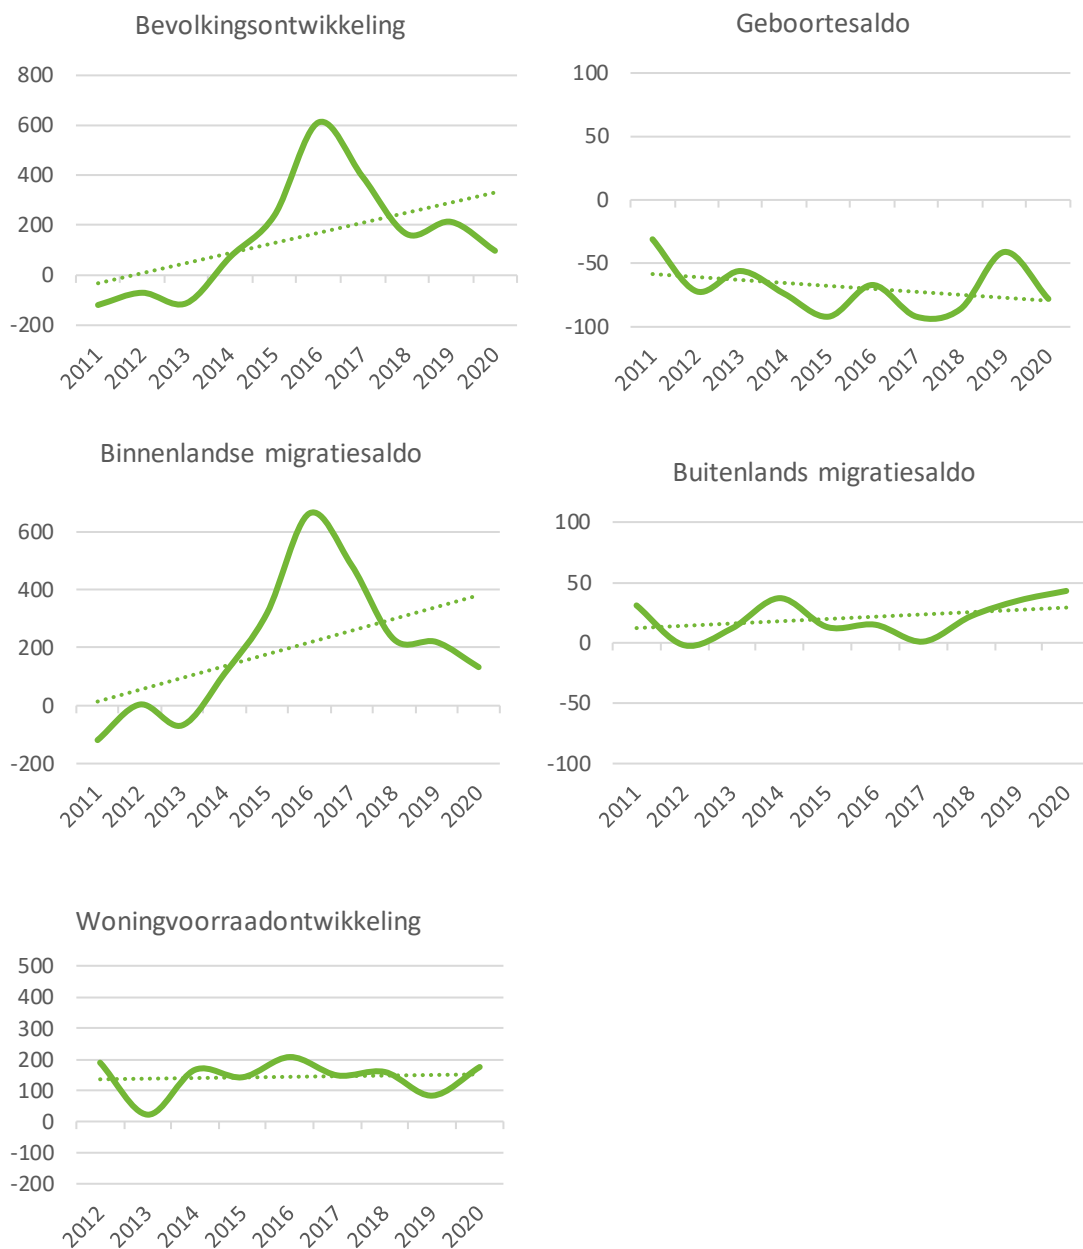 Bevolkingsontwikkeling
800
600
400
200
0
-200
2011 2012 2013 2014 2015 2016 2017 2018 2019 2020
Geboortesaldo
100
50
0
-50
-100
2011 2012 2013 2014 2015 2016 2017 2018 2019 2020
Binnenlandse migratiesaldo
600
400
200
0
-200
2011 2012 2013 2014 2015 2016 2017 2018 2019 2020
Buitenlands migratiesaldo
100
50
0
-50
-100
2011 2012 2013 2014 2015 2016 2017 2018 2019 2020
Woningvoorraadontwikkeling
500
400
300
200
100
0
-100
-200
2012 2013 2014 2015 2016 2017 2018 2019 2020